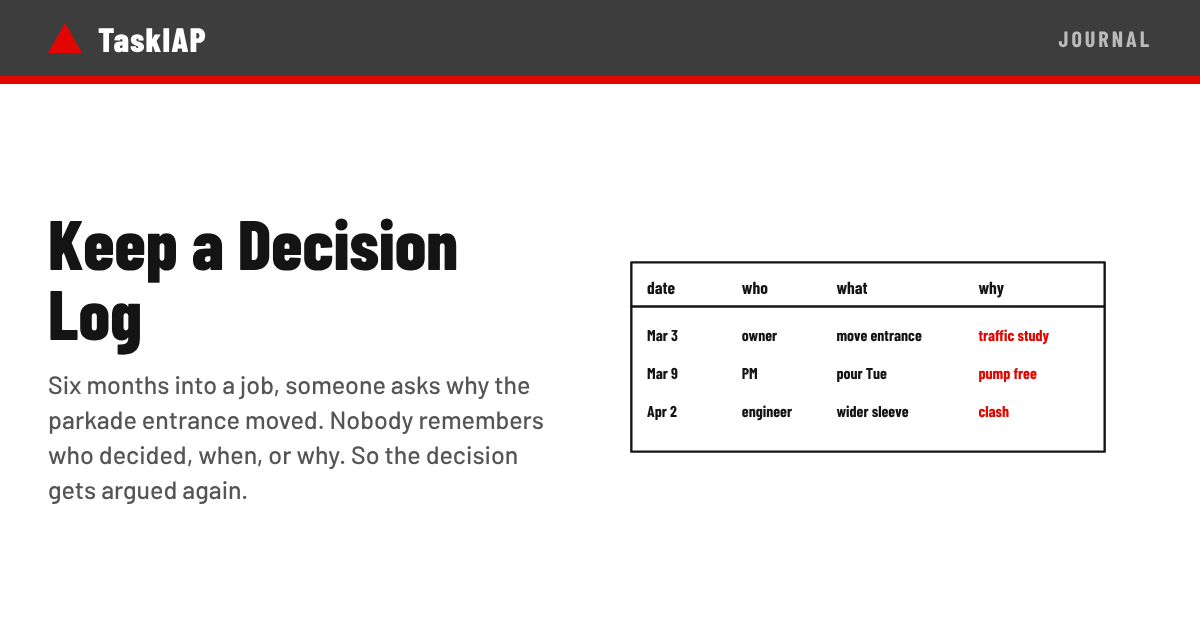 TaskIAP
JOURNAL
Keep a Decision
Log
Six months into a job, someone asks why the
parkade entrance moved. Nobody remembers
who decided, when, or why. So the decision
gets argued again.
date who what why
Mar 3 owner move entrance traffic study
Mar 9 PM pour Tue pump free
Apr 2 engineer wider sleeve clash